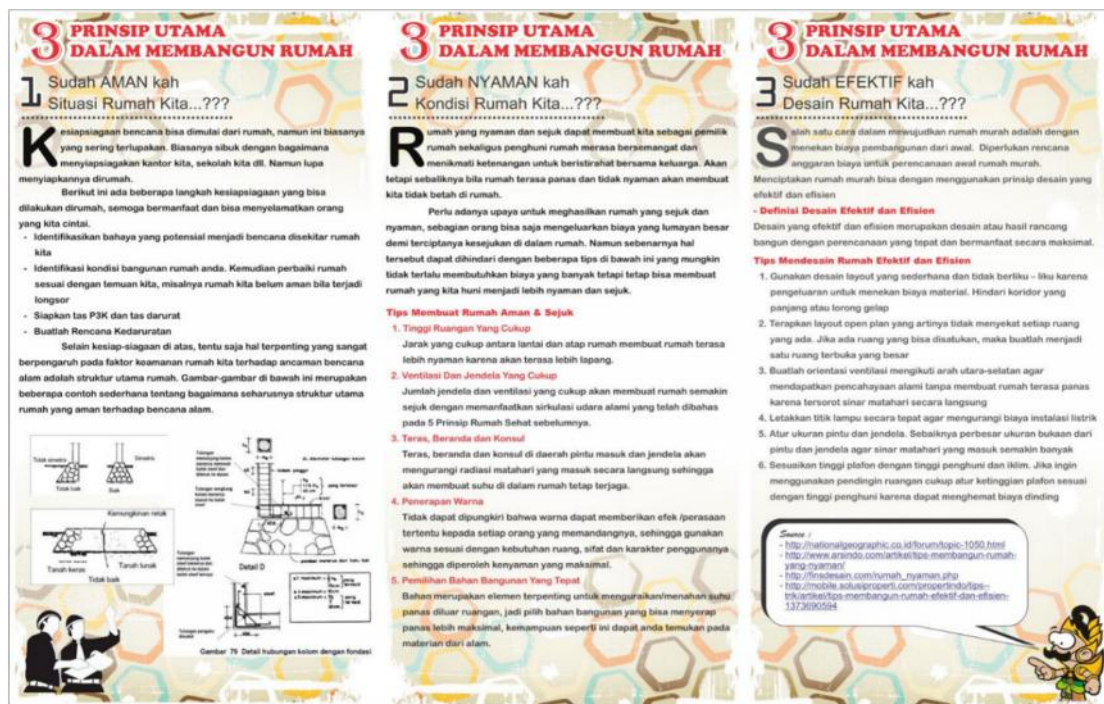 3 PRINSIP UTAMA
DALAM MEMBANGUN RUMAH
1 Sudah AMAN kah
Situasi Rumah Kita...???
Kesiapsiagaan bencana bisa dimulai dari rumah, namun ini biasanya
yang sering terlupakan. Biasanya sibuk dengan bagaimana
menyiapsiagakan kantor kita, sekolah kita dll. Namun lupa
menyiapkannya dirumah.
Berikut ini ada beberapa langkah kesiapsiagaan yang bisa
dilakukan dirumah, semoga bermanfaat dan bisa menyelamatkan orang
yang kita cintai.
- Identifikasikan bahaya yang potensial menjadi bencana disekitar rumah
kita
- Identifikasi kondisi bangunan rumah anda. Kemudian perbaiki rumah
sesuai dengan temuan kita, misalnya rumah kita belum aman bila terjadi
longsor
- Siapkan tas P3K dan tas darurat
- Buatlah Rencana Kedaruratan
Selain kesiap-siagaan di atas, tentu saja hal terpenting yang sangat
berpengaruh pada faktor koamanan rumah kita terhadap ancaman bencana
alam adalah struktur utama rumah. Gambar-gambar di bawah ini merupakan
beberapa contoh sederhana tentang bagaimana seharusnya struktur utama
rumah yang aman terhadap bencana alam.
Tidak simetris
Simetris
Tidak baik
Baik
Kemungkinan retak
Tanah keras
Tanah lunak
Tidak baik
Detail D
Gambar 79 Detail hubungan kolom dengan fondasi
3 PRINSIP UTAMA
DALAM MEMBANGUN RUMAH
2 Sudah NYAMAN kah
Kondisi Rumah Kita...???
Rumah yang nyaman dan sejuk dapat membuat kita sebagai pemilik
rumah sekaligus penghuni rumah merasa bersemangat dan
menikmati ketenangan untuk beristirahat bersama keluarga. Akan
tetapi sebaliknya bila rumah terasa panas dan tidak nyaman akan membuat
kita tidak betah di rumah.
Perlu adanya upaya untuk meghasilkan rumah yang sejuk dan
nyaman, sebagian orang bisa saja mengeluarkan biaya yang lumayan besar
demi terciptanya kesejukan di dalam rumah. Namun sebenarnya hal
tersebut dapat dihindari dengan beberapa tips di bawah ini yang mungkin
tidak terlalu membutuhkan biaya yang banyak tetapi tetap bisa membuat
rumah yang kita huni menjadi lebih nyaman dan sejuk.
Tips Membuat Rumah Aman & Sejuk
1. Tinggi Ruangan Yang Cukup
Jarak yang cukup antara lantai dan atap rumah membuat rumah terasa
lebih nyaman karena akan terasa lebih lapang.
2. Ventilasi Dan Jendela Yang Cukup
Jumlah jendela dan ventilasi yang cukup akan membuat rumah semakin
sejuk dengan memanfaatkan sirkulasi udara alami yang telah dibahas
pada 5 Prinsip Rumah Sehat sebelumnya.
3. Teras, Beranda dan Konsul
Teras, beranda dan konsul di daerah pintu masuk dan jendela akan
mengurangi radiasi matahari yang masuk secara langsung sehingga
akan membuat suhu di dalam rumah tetap terjaga.
4. Penerapan Warna
Tidak dapat dipungkiri bahwa warna dapat memberikan efek /perasaan
tertentu kepada setiap orang yang memandangnya, sehingga gunakan
warna sesuai dengan kebutuhan ruang, sifat dan karakter penggunanya
sehingga diperoleh kenyaman yang maksimal.
5. Pemilihan Bahan Bangunan Yang Tepat
Bahan merupakan elemen terpenting untuk menguraikan/menahan suhu
panas diluar ruangan, jadi pilih bahan bangunan yang bisa menyerap
panas lebih maksimal, kemampuan seperti ini dapat anda temukan pada
materian dari alam.
3 PRINSIP UTAMA
DALAM MEMBANGUN RUMAH
3 Sudah EFEKTIF kah
Desain Rumah Kita...???
Salah satu cara dalam mewujudkan rumah murah adalah dengan
menekan biaya pembangunan dari awal. Diperlukan rencana
anggaran biaya untuk perencanaan awal rumah murah.
Menciptakan rumah murah bisa dengan menggunakan prinsip desain yang
efektif dan efisien
- Definisi Desain Efektif dan Efisien
Desain yang efektif dan efisien merupakan desain atau hasil rancang
bangun dengan perencanaan yang tepat dan bermanfaat secara maksimal.
Tips Mendesain Rumah Efektif dan Efisien
1. Gunakan desain layout yang sederhana dan tidak berliku – liku karena
pengeluaran untuk menekan biaya material. Hindari koridor yang
panjang atau lorong gelap
2. Terapkan layout open plan yang artinya tidak menyekat setiap ruang
yang ada. Jika ada ruang yang bisa disatukan, maka buatlah menjadi
satu ruang terbuka yang besar
3. Buatlah orientasi ventilasi mengikuti arah utara-selatan agar
mendapatkan pencahayaan alami tanpa membuat rumah terasa panas
karena tersorot sinar matahari secara langsung
4. Letakkan titik lampu secara tepat agar mengurangi biaya instalasi listrik
5. Atur ukuran pintu dan jendela. Sebaiknya perbesar ukuran bukaan dari
pintu dan jendela agar sinar matahari yang masuk semakin banyak
6. Sesuaikan tinggi plafon dengan tinggi penghuni dan iklim. Jika ingin
menggunakan pendingin ruangan cukup atur ketinggian plafon sesuai
dengan tinggi penghuni karena dapat menghemat biaya dinding
Source :
- http://nationalgeographic.co.id/forum/topic-1050.html
- http://www.arsindo.com/artikel/tips-membangun-rumah-
yang-nyaman/
- http://finsdesain.com/rumah_nyaman.php
- http://mobile.solusiproperti.com/propertindo/tips--
trik/artikel/tips-membangun-rumah-efektif-dan-efisien-
1373690594